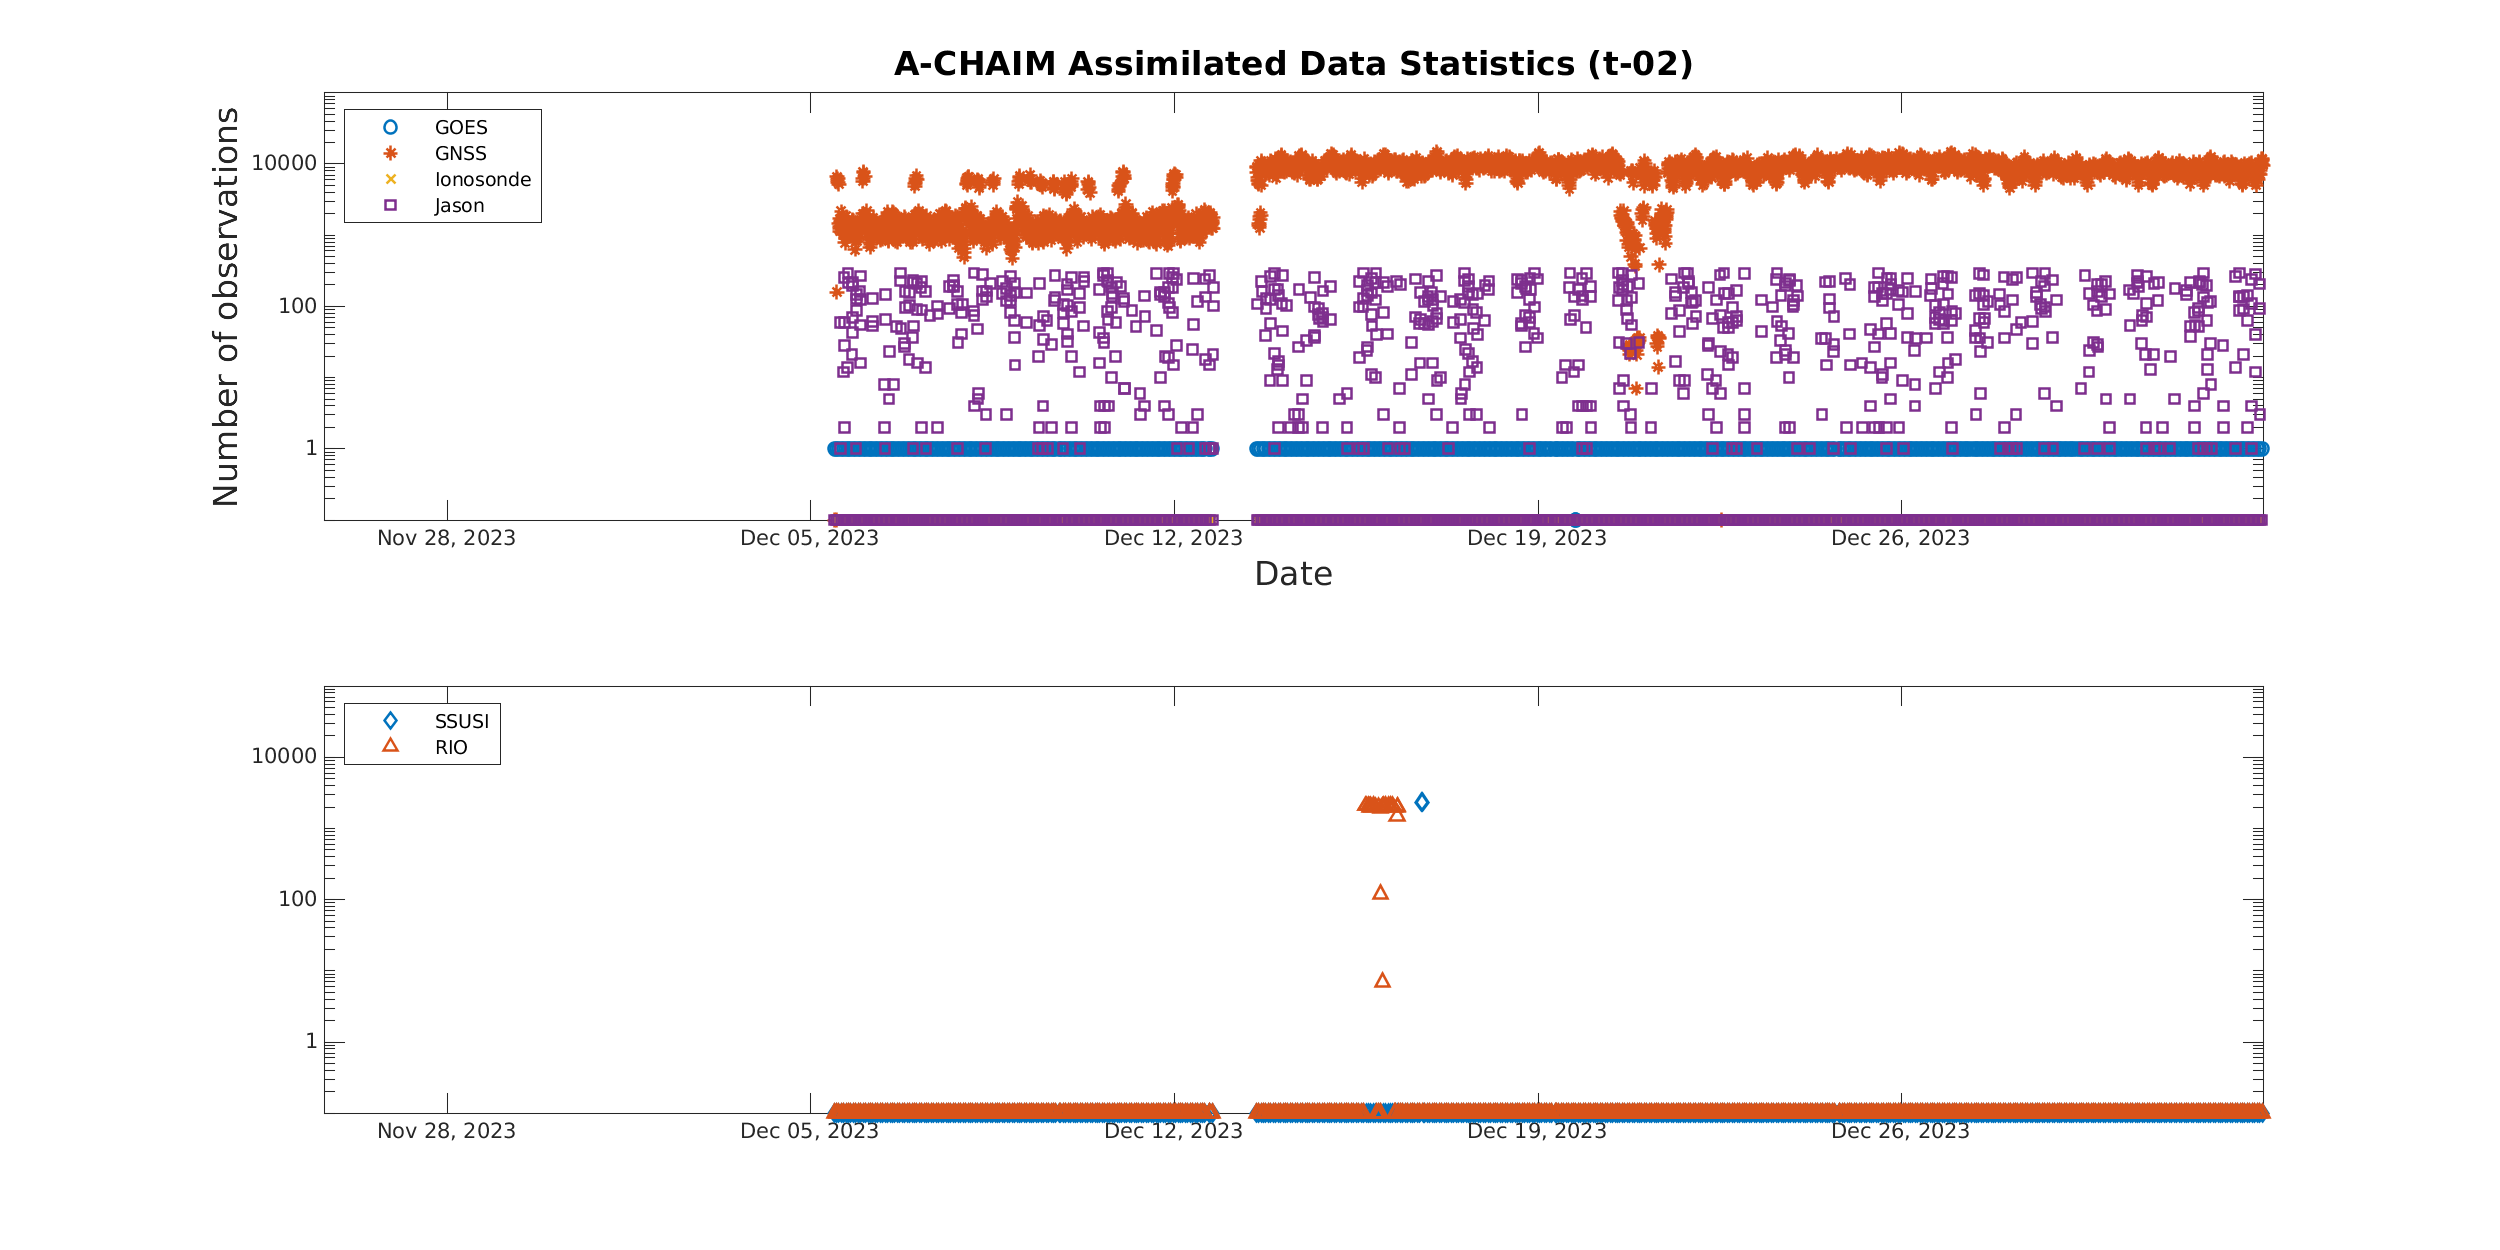 A-CHAIM Assimilated Data Statistics (t-02)
Number of observations
GOES
GNSS
Ionosonde
Jason
10000
100
1
Nov 28, 2023 Dec 05, 2023 Dec 12, 2023 Dec 19, 2023 Dec 26, 2023
Date
SSUSI
RIO
10000
100
1
Nov 28, 2023 Dec 05, 2023 Dec 12, 2023 Dec 19, 2023 Dec 26, 2023